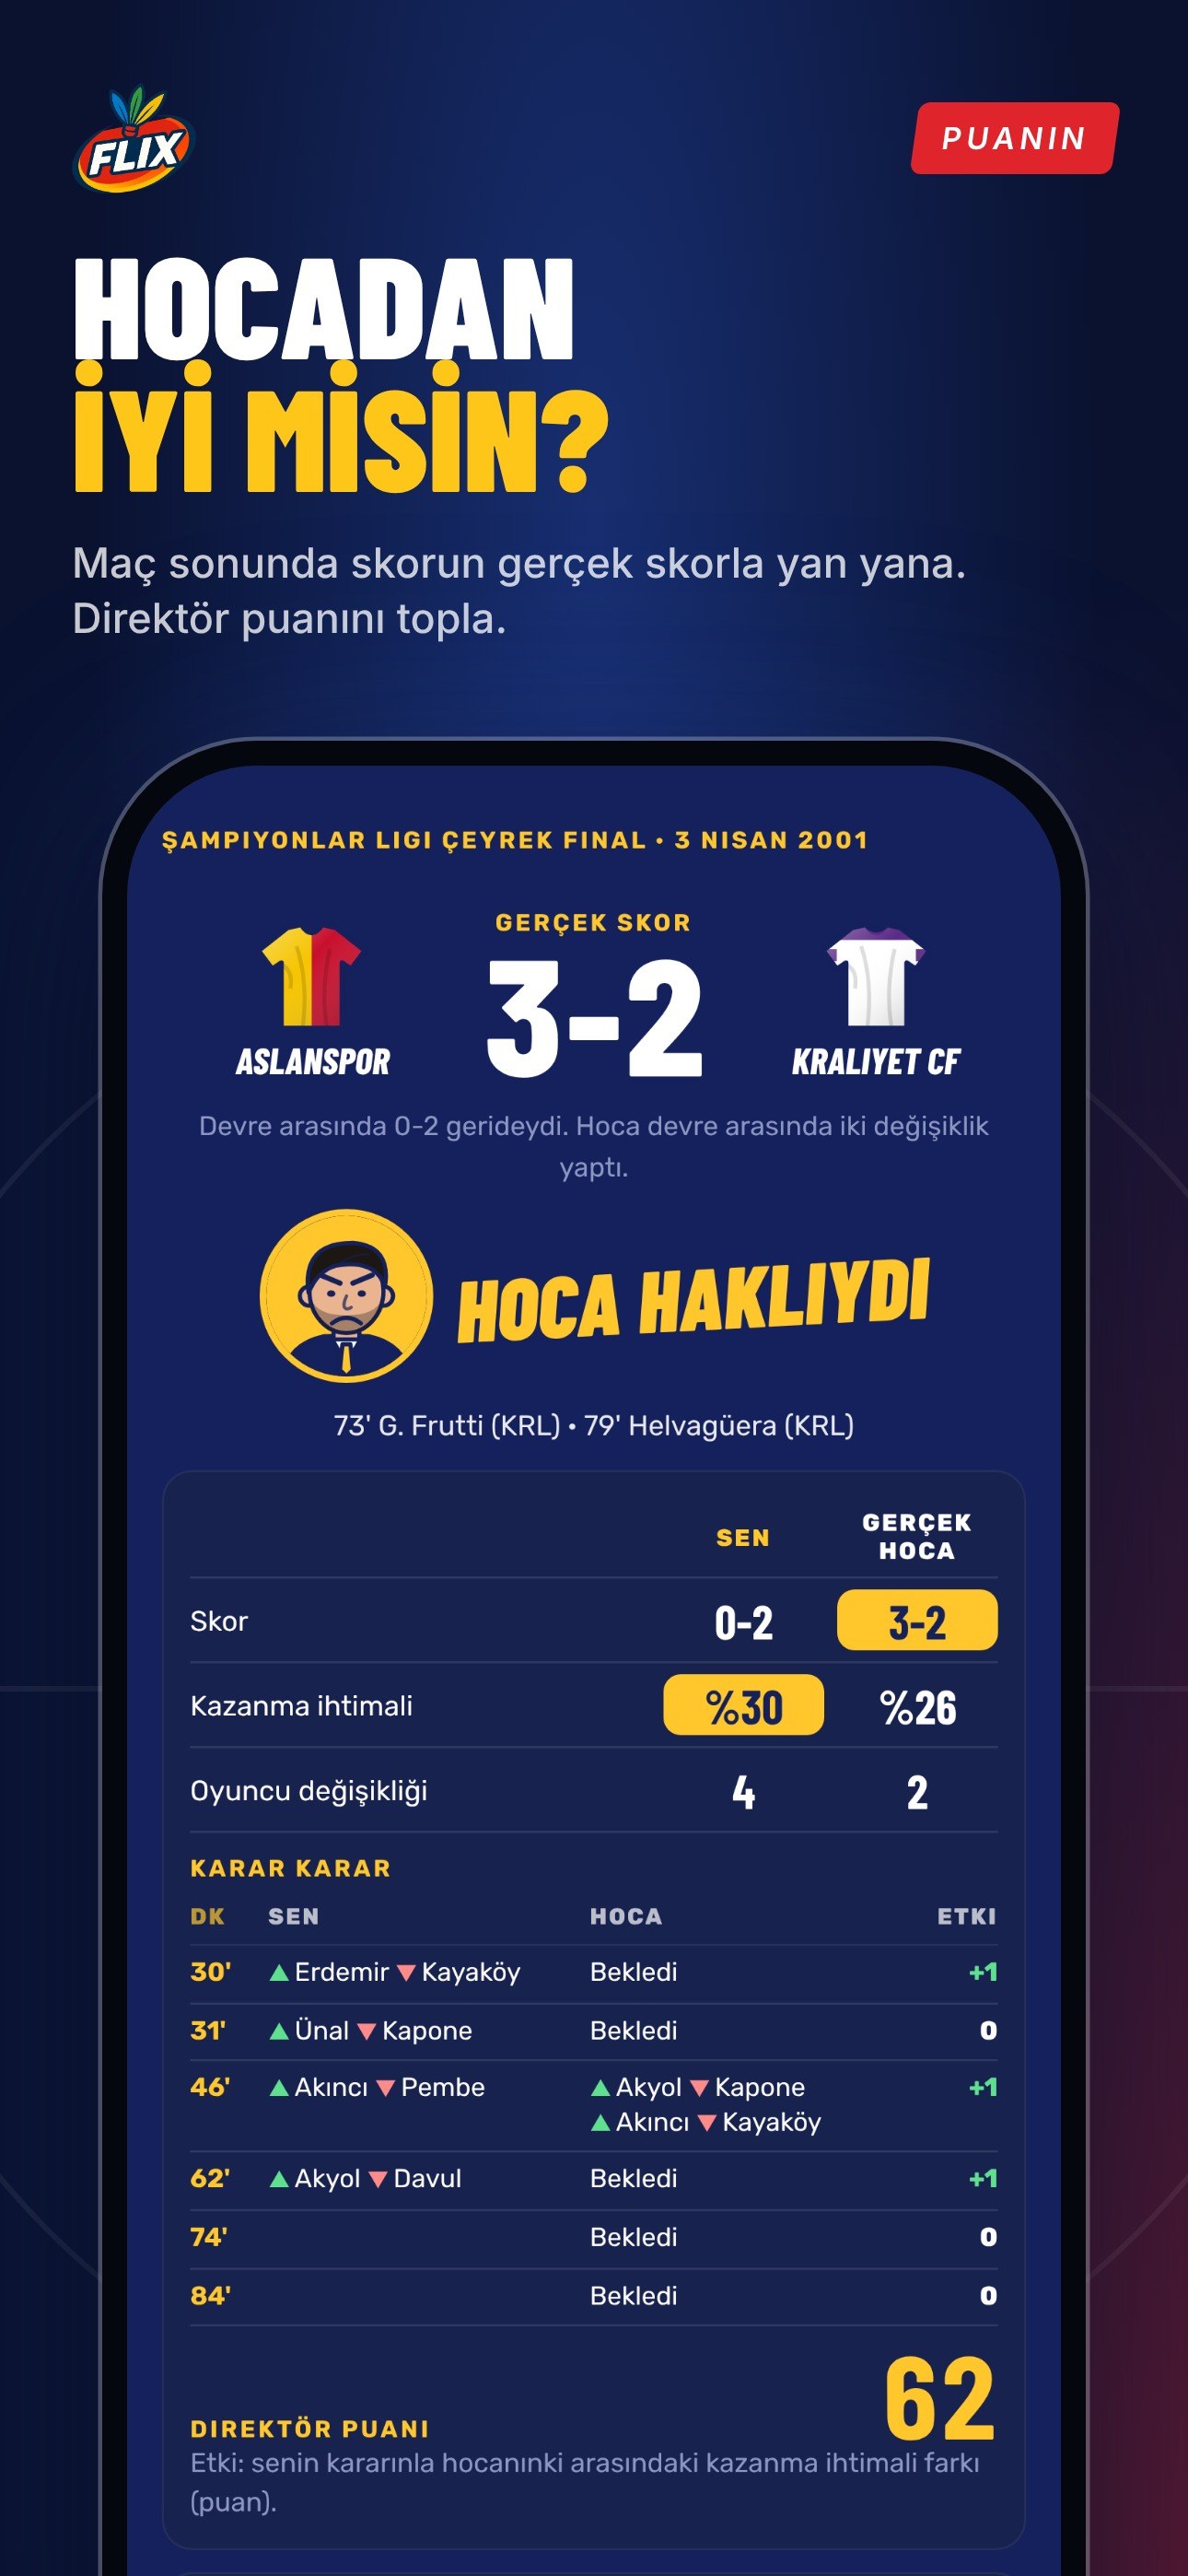 FLIX
PUANIN
HOCADAN
İYİ MİSİN?
Maç sonunda skorun gerçek skorla yan yana.
Direktör puanını topla.
ŞAMPIYONLAR LIGI ÇEYREK FINAL • 3 NISAN 2001
GERÇEK SKOR
3-2
ASLANSPOR
KRALIYET CF
Devre arasında 0-2 gerideydi. Hoca devre arasında iki değişiklik
yaptı.
HOCA HAKLIYDI
73' G. Frutti (KRL) • 79' Helvagüera (KRL)
SEN GERÇEK
HOCA
Skor 0-2 3-2
Kazanma ihtimali %30 %26
Oyuncu değişikliği 4 2
KARAR KARAR
DK SEN HOCA ETKI
30' ▲ Erdemir ▼ Kayaköy Bekledi +1
31' ▲ Ünal ▼ Kapone Bekledi 0
46' ▲ Akıncı ▼ Pembe ▲ Akyol ▼ Kapone +1
▲ Akıncı ▼ Kayaköy
62' ▲ Akyol ▼ Davul Bekledi +1
74' Bekledi 0
84' Bekledi 0
DIREKTÖR PUANI 62
Etki: senin kararınla hocanınki arasındaki kazanma ihtimali farkı
(puan).